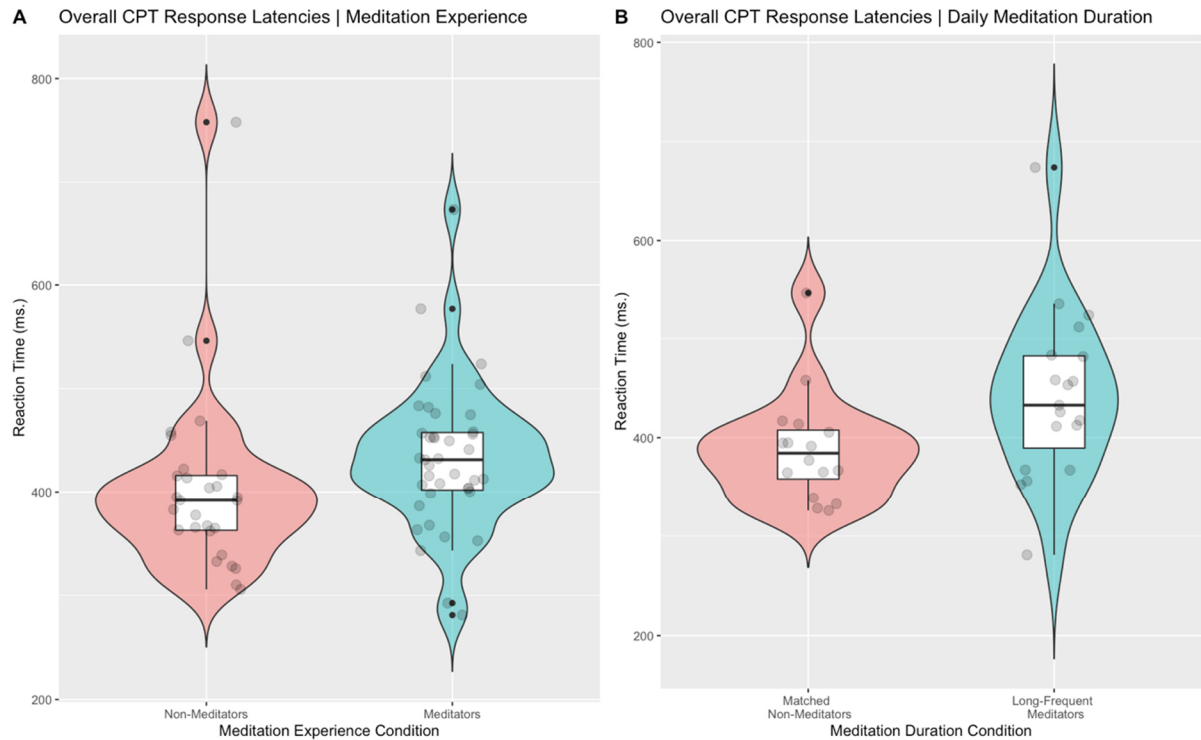 A Overall CPT Response Latencies | Meditation Experience
800
600
400
200
Reaction Time (ms.)
Non-Meditators
Meditators
Meditation Experience Condition
B Overall CPT Response Latencies | Daily Meditation Duration
800
600
400
200
Reaction Time (ms.)
Matched
Non-Meditators
Long-Frequent
Meditators
Meditation Duration Condition